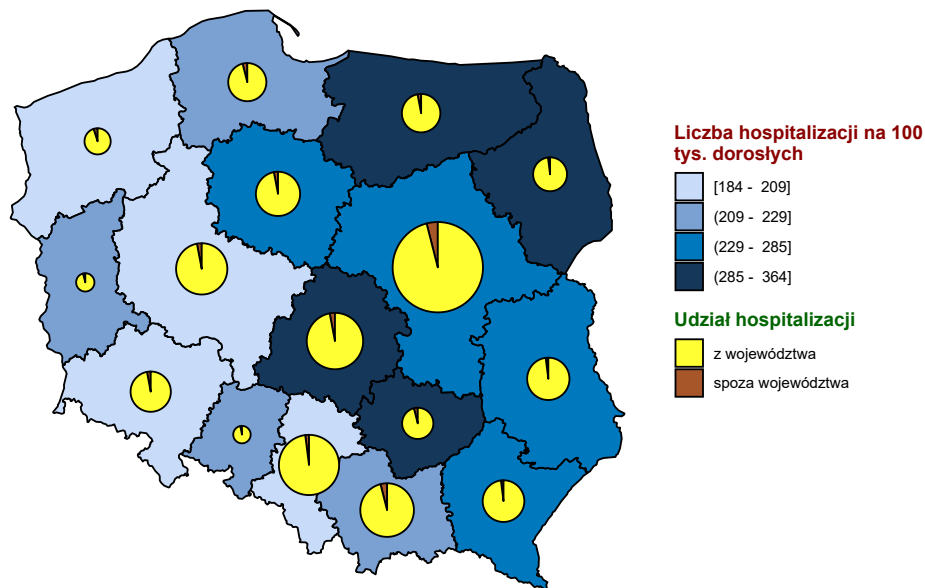 Liczba hospitalizacji na 100
tys. dorosłych
[184 - 209]
(209 - 229]
(229 - 285]
(285 - 364]
Udział hospitalizacji
z województwa
spoza województwa